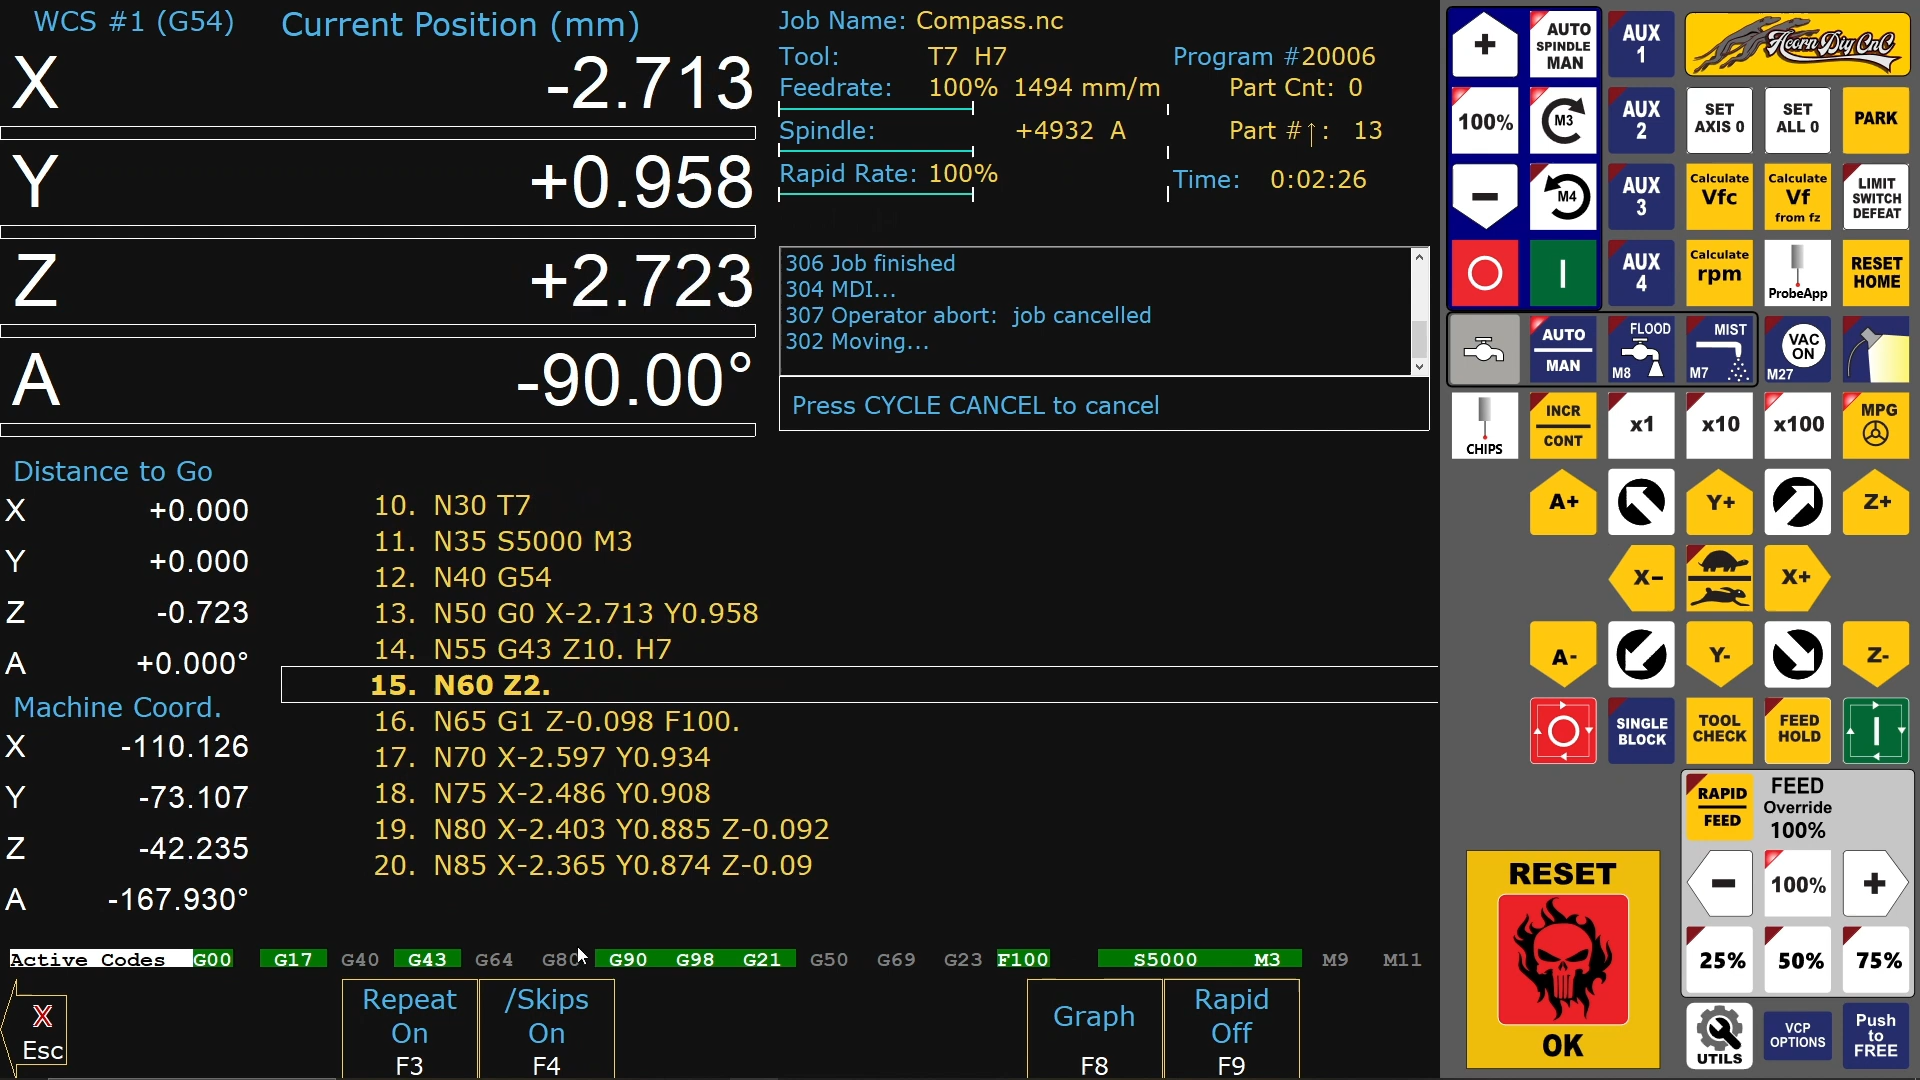 WCS #1 (G54)
Current Position (mm)
X -2.713
Y +0.958
Z +2.723
A -90.00°
Job Name: Compass.nc
Tool: T7 H7 Program #20006
Feedrate: 100% 1494 mm/m Part Cnt: 0
Spindle: +4932 A Part #↑: 13
Rapid Rate: 100% Time: 0:02:26
306 Job finished
304 MDI...
307 Operator abort: job cancelled
302 Moving...
Press CYCLE CANCEL to cancel
Distance to Go
X +0.000
Y +0.000
Z -0.723
A +0.000°
Machine Coord.
X -110.126
Y -73.107
Z -42.235
A -167.930°
10. N30 T7
11. N35 S5000 M3
12. N40 G54
13. N50 G0 X-2.713 Y0.958
14. N55 G43 Z10. H7
15. N60 Z2.
16. N65 G1 Z-0.098 F100.
17. N70 X-2.597 Y0.934
18. N75 X-2.486 Y0.908
19. N80 X-2.403 Y0.885 Z-0.092
20. N85 X-2.365 Y0.874 Z-0.09
Active Codes G00 G17 G40 G43 G64 G80 G90 G98 G21 G50 G69 G23 F100 S5000 M3 M9 M11
X
Esc
Repeat
On
F3
/Skips
On
F4
Graph
F8
Rapid
Off
F9
+
AUTO
SPINDLE
MAN
AUX
1
Acorn Diy CnC
100%
M3
AUX
2
SET
AXIS 0
SET
ALL 0
PARK
−
M4
AUX
3
Calculate
Vfc
Calculate
Vf
from fz
LIMIT
SWITCH
DEFEAT
AUX
4
Calculate
rpm
ProbeApp
RESET
HOME
AUTO
MAN
FLOOD
M8
MIST
M7
VAC
ON
M27
CHIPS
INCR
CONT
x1
x10
x100
MPG
A+
Y+
Z+
X−
X+
A-
Y-
Z-
SINGLE
BLOCK
TOOL
CHECK
FEED
HOLD
RAPID
FEED
FEED
Override
100%
RESET
OK
−
100%
+
25%
50%
75%
UTILS
VCP
OPTIONS
Push
to
FREE